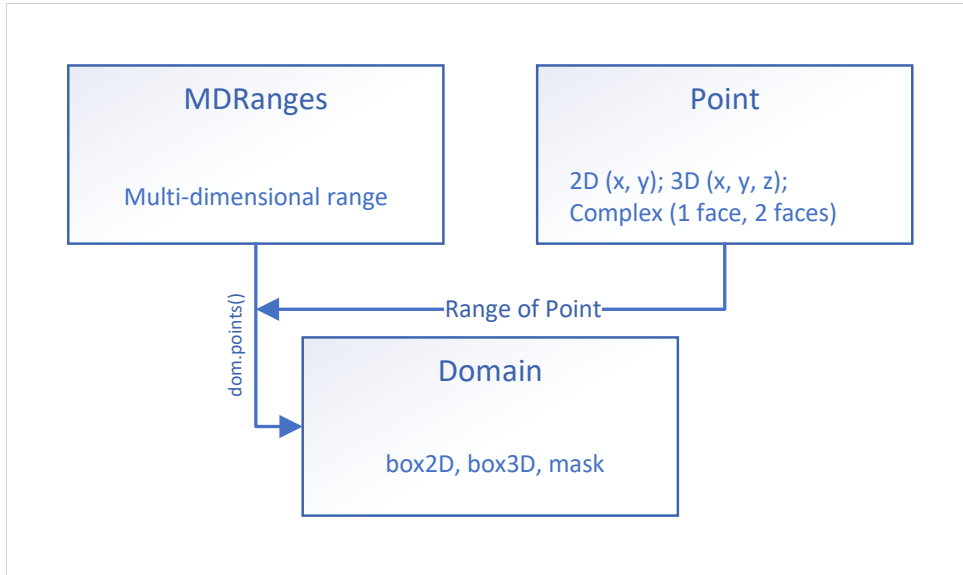 MDRanges
Multi-dimensional range
Point
2D (x, y); 3D (x, y, z);
Complex (1 face, 2 faces)
Range of Point
dom.points()
Domain
box2D, box3D, mask